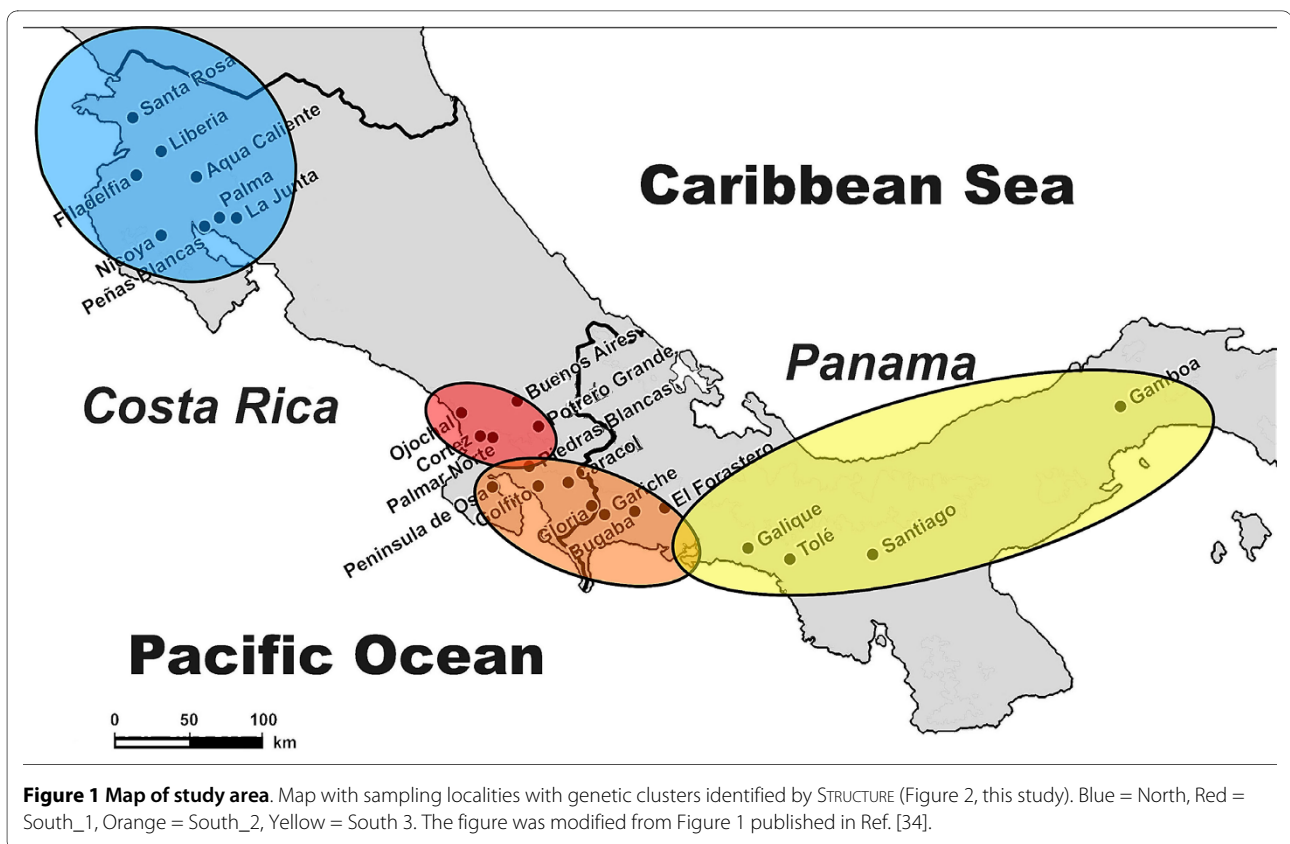 Santa Rosa
Liberia
Aqua Caliente
Filadelfia
Palma
La Junta
Nicoya
Peñas Blancas
Caribbean Sea
Panama
Costa Rica
Buenos Aires
Potrero Grande
Piedras Blancas
Ojochal
Cortez
Palmar Norte
Caracol
Peninsula de Osa
Golfito
Gloria
Gariche
Bugaba
El Forastero
Galique
Tolé
Santiago
Gamboa
Pacific Ocean
0 50 100
km
Figure 1 Map of study area. Map with sampling localities with genetic clusters identified by STRUCTURE (Figure 2, this study). Blue = North, Red =
South_1, Orange = South_2, Yellow = South 3. The figure was modified from Figure 1 published in Ref. [34].